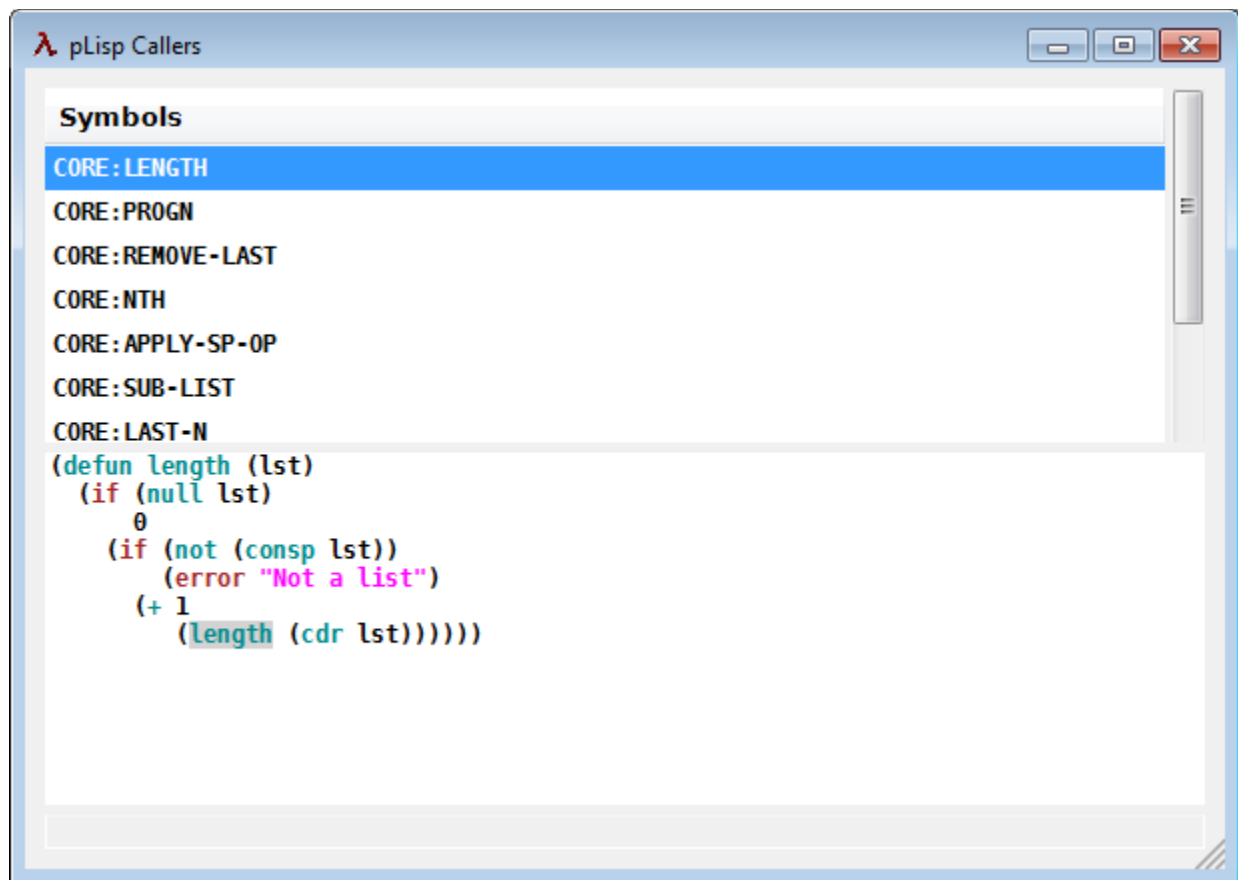 λ pLisp Callers
Symbols
CORE:LENGTH
CORE:PROGN
CORE:REMOVE-LAST
CORE:NTH
CORE:APPLY-SP-OP
CORE:SUB-LIST
CORE:LAST-N
(defun length (lst)
  (if (null lst)
      0
    (if (not (consp lst))
        (error "Not a list")
      (+ 1
         (length (cdr lst))))))